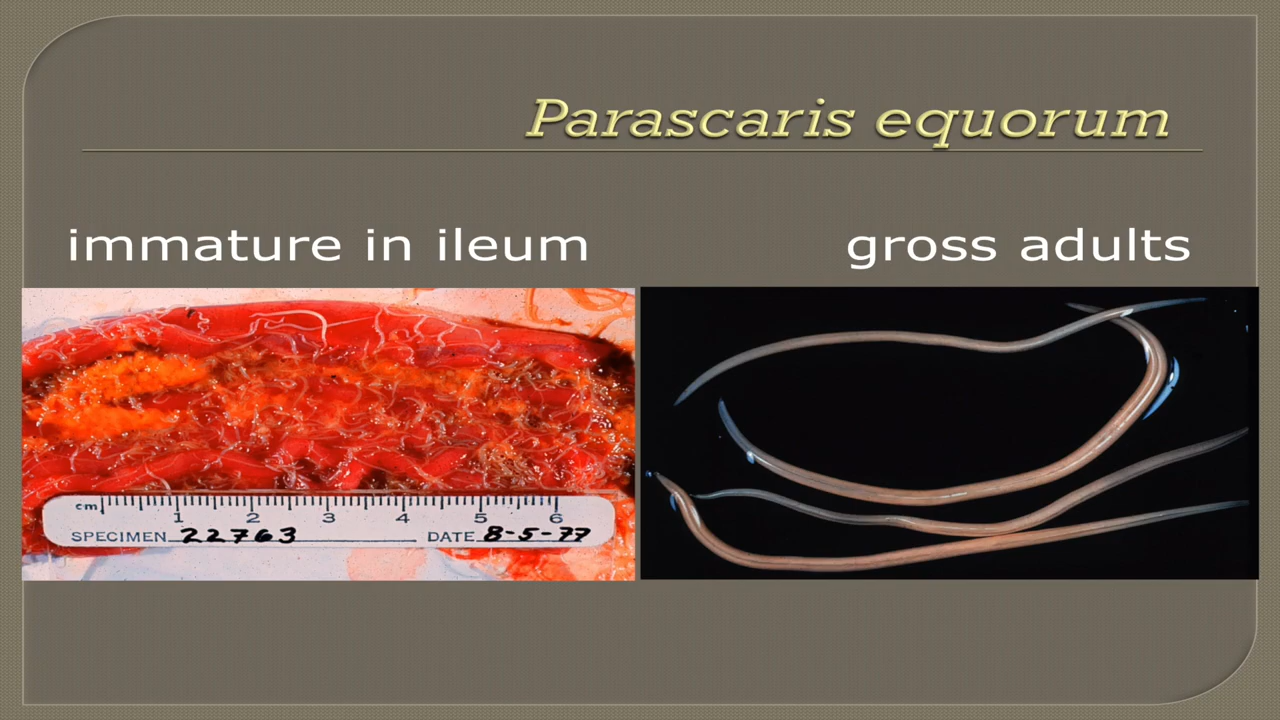 Parascaris equorum
immature in ileum
gross adults
cm
1 2 3 4 5 6
SPECIMEN 22763 DATE 8-5-77